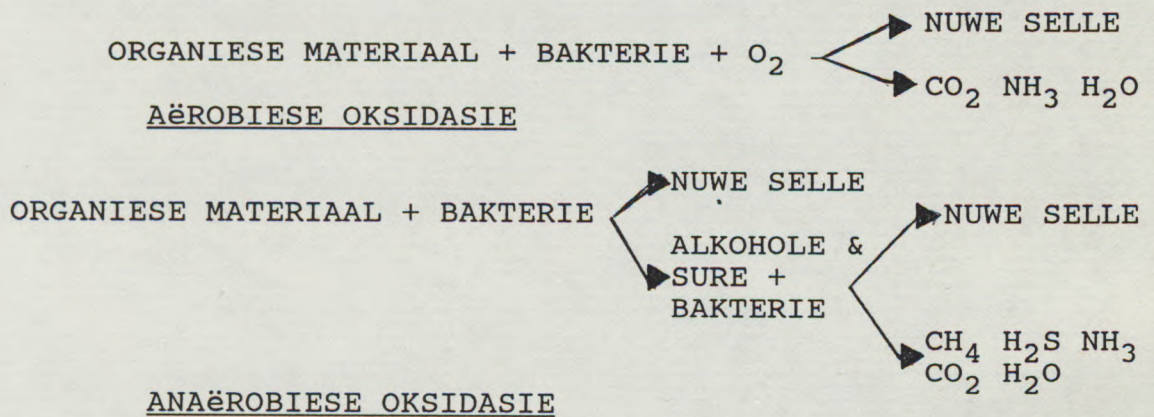 NUWE SELLE
ORGANIESE MATERIAAL + BAKTERIE + O₂
CO₂ NH₃ H₂O
AëROBIESE OKSIDASIE
NUWE SELLE
ORGANIESE MATERIAAL + BAKTERIE
NUWE SELLE
ALKOHOLE &
SURE +
BAKTERIE
CH₄ H₂S NH₃
CO₂ H₂O
ANAëROBIESE OKSIDASIE